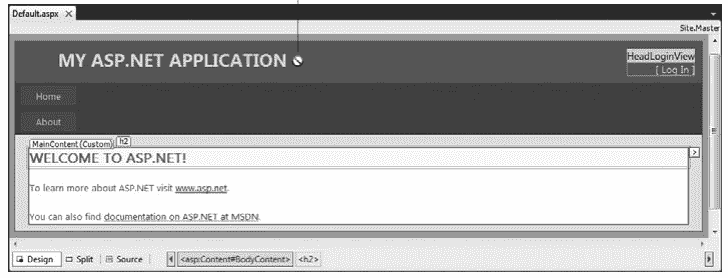 Default.aspx
Site.Master
MY ASP.NET APPLICATION
HeadLoginView
[ Log In ]
Home
About
MainContent (Custom) h2
WELCOME TO ASP.NET!
To learn more about ASP.NET visit www.asp.net.
You can also find documentation on ASP.NET at MSDN.
Design Split Source <asp:Content#BodyContent> <h2>